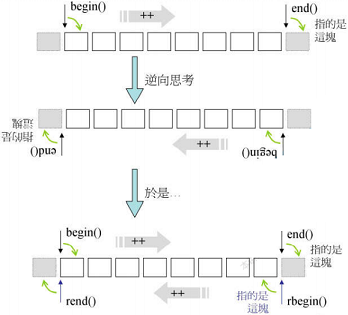 begin()
++
end()
指的是
這塊
逆向思考
指的是
這塊
end()
++
begin()
於是…
begin()
++
end()
指的是
這塊
rend()
++
指的是
這塊
rbegin()